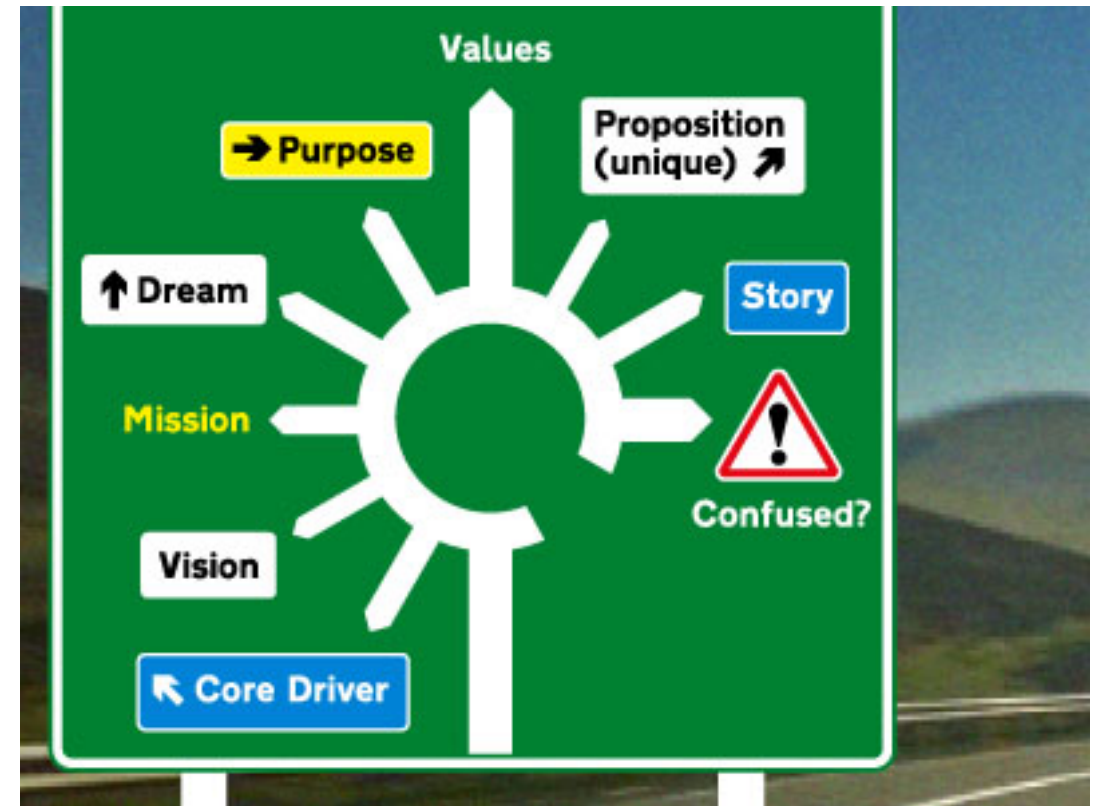 Values
Purpose
Proposition
(unique)
Dream
Story
Mission
Confused?
Vision
Core Driver